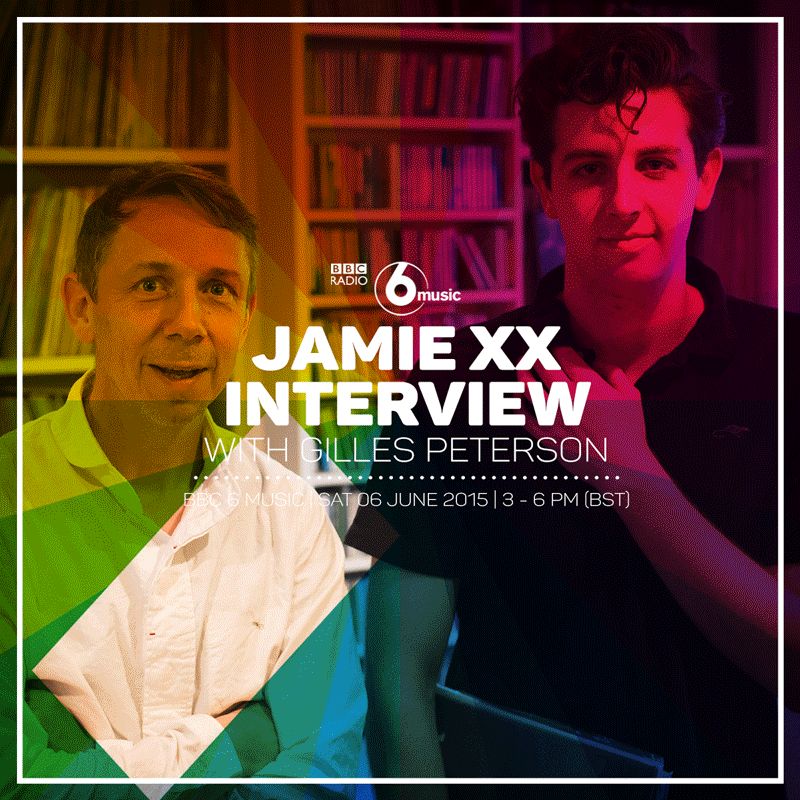 BBC
RADIO 6 music
JAMIE XX
INTERVIEW
WITH GILLES PETERSON
BBC 6 MUSIC | SAT 06 JUNE 2015 | 3 - 6 PM (BST)